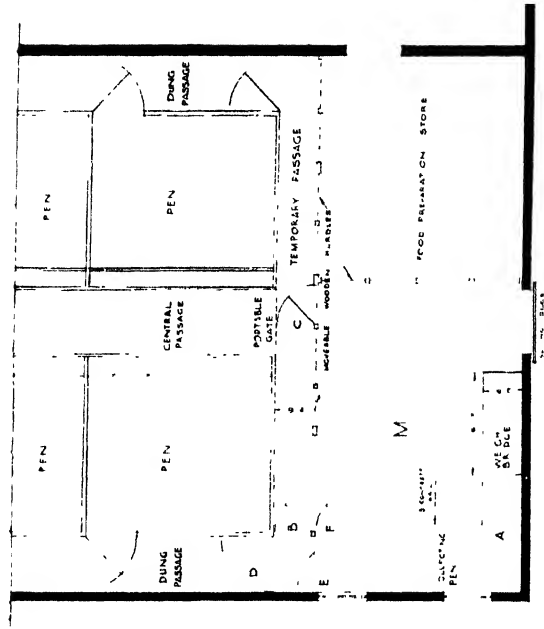 DUNG
PASSAGE
PEN
PEN
TEMPORARY PASSAGE
FOOD PREPARATION STORE
CENTRAL
PASSAGE
PORTABLE
GATE
C
MOVEABLE WOODEN HURDLES
PEN
PEN
M
WEIGH
BRIDGE
B
F
DUNG
PASSAGE
D
E
COLLECTING
PEN
A